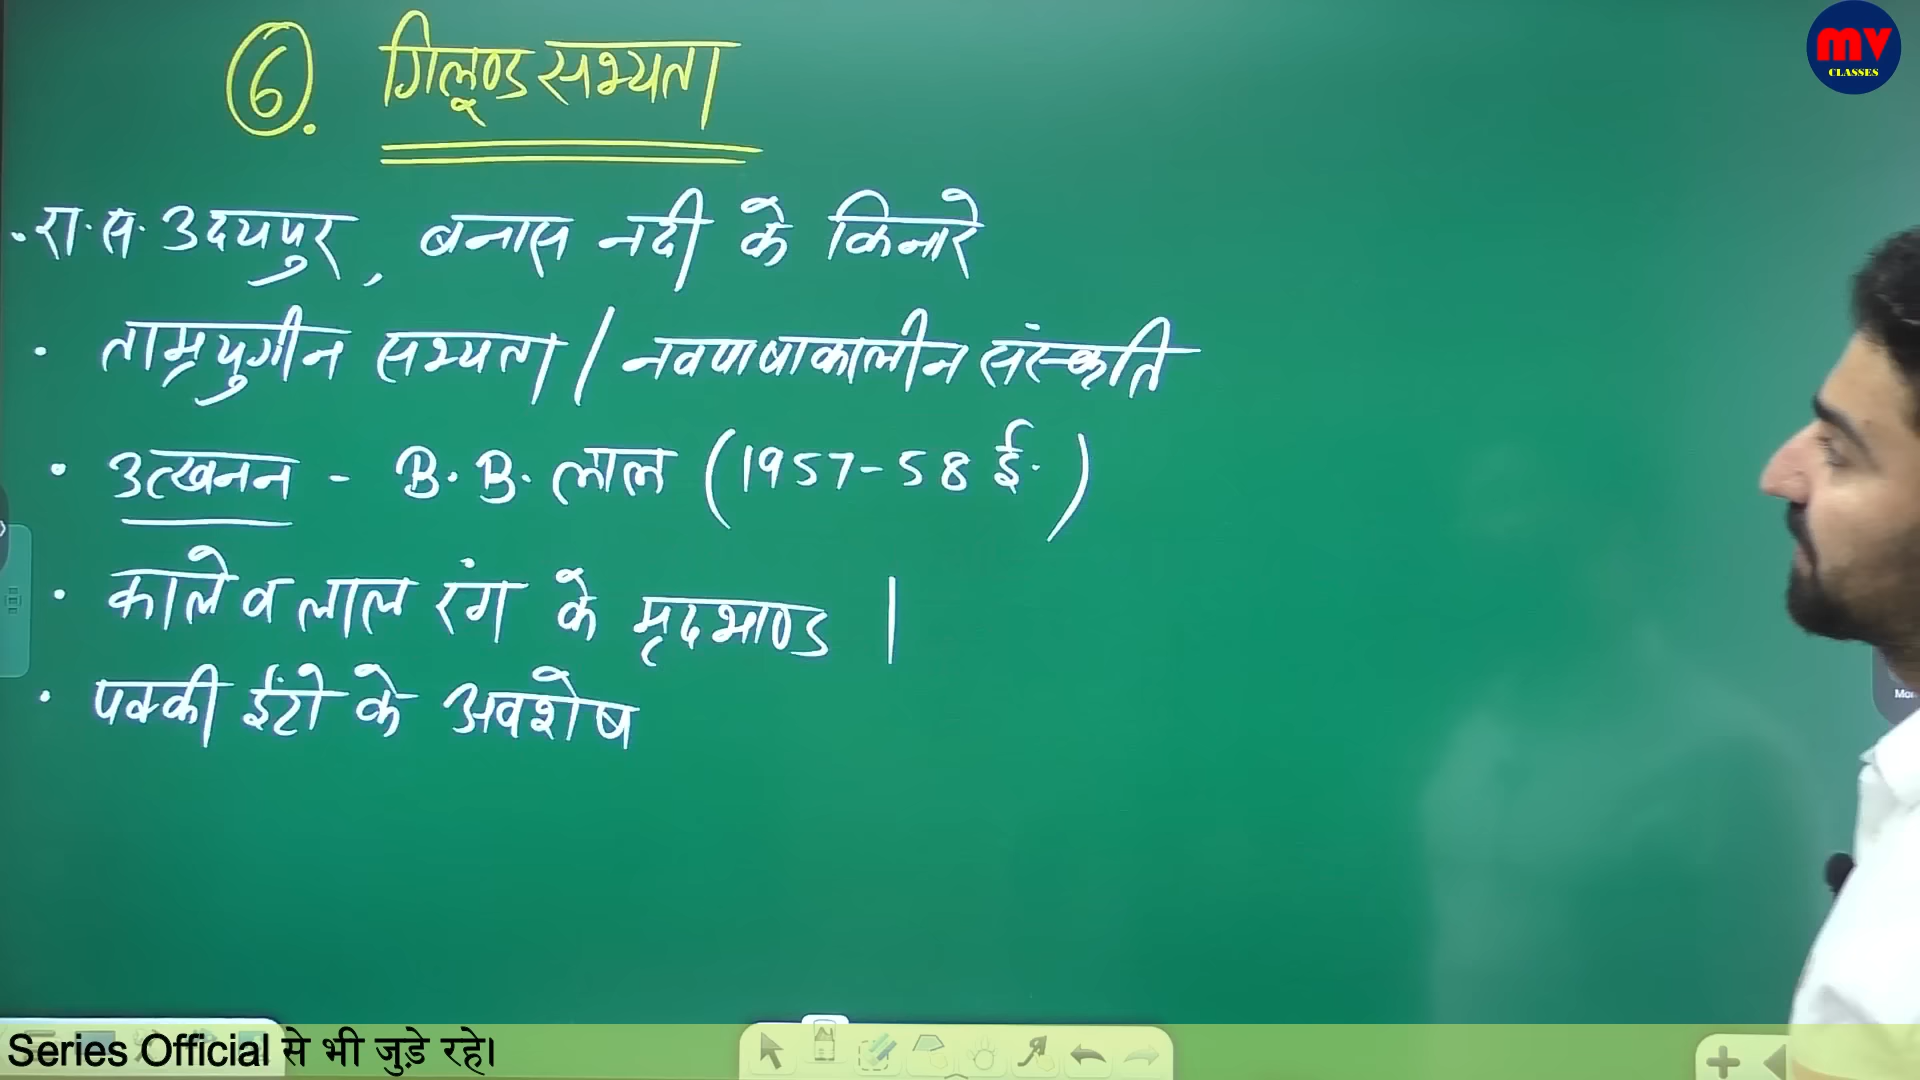 MV
CLASSES
6. गिलूण्ड सभ्यता
• रा.स. उदयपुर, बनास नदी के किनारे
• ताम्रयुगीन सभ्यता / नवपाषाकालीन संस्कृति
• उत्खनन - B. B. लाल (1957-58 ई.)
• काले व लाल रंग के मृदभाण्ड |
• पक्की ईंटो के अवशेष
Series Official से भी जुड़े रहे।